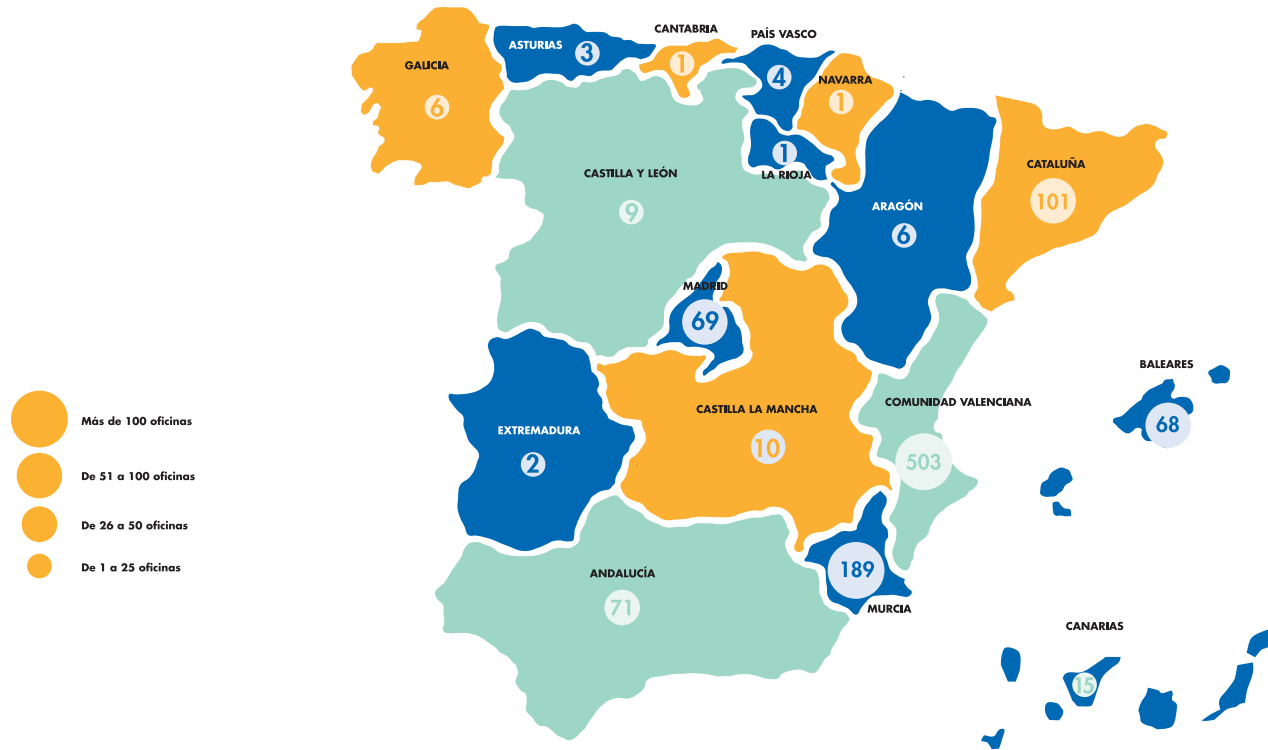 CANTABRIA
1
PAÍS VASCO
4
ASTURIAS
3
GALICIA
6
NAVARRA
1
LA RIOJA
1
CASTILLA Y LEÓN
9
ARAGÓN
6
CATALUÑA
101
MADRID
69
BALEARES
68
CASTILLA LA MANCHA
10
COMUNIDAD VALENCIANA
503
EXTREMADURA
2
ANDALUCÍA
71
189
MURCIA
CANARIAS
15
Más de 100 oficinas
De 51 a 100 oficinas
De 26 a 50 oficinas
De 1 a 25 oficinas